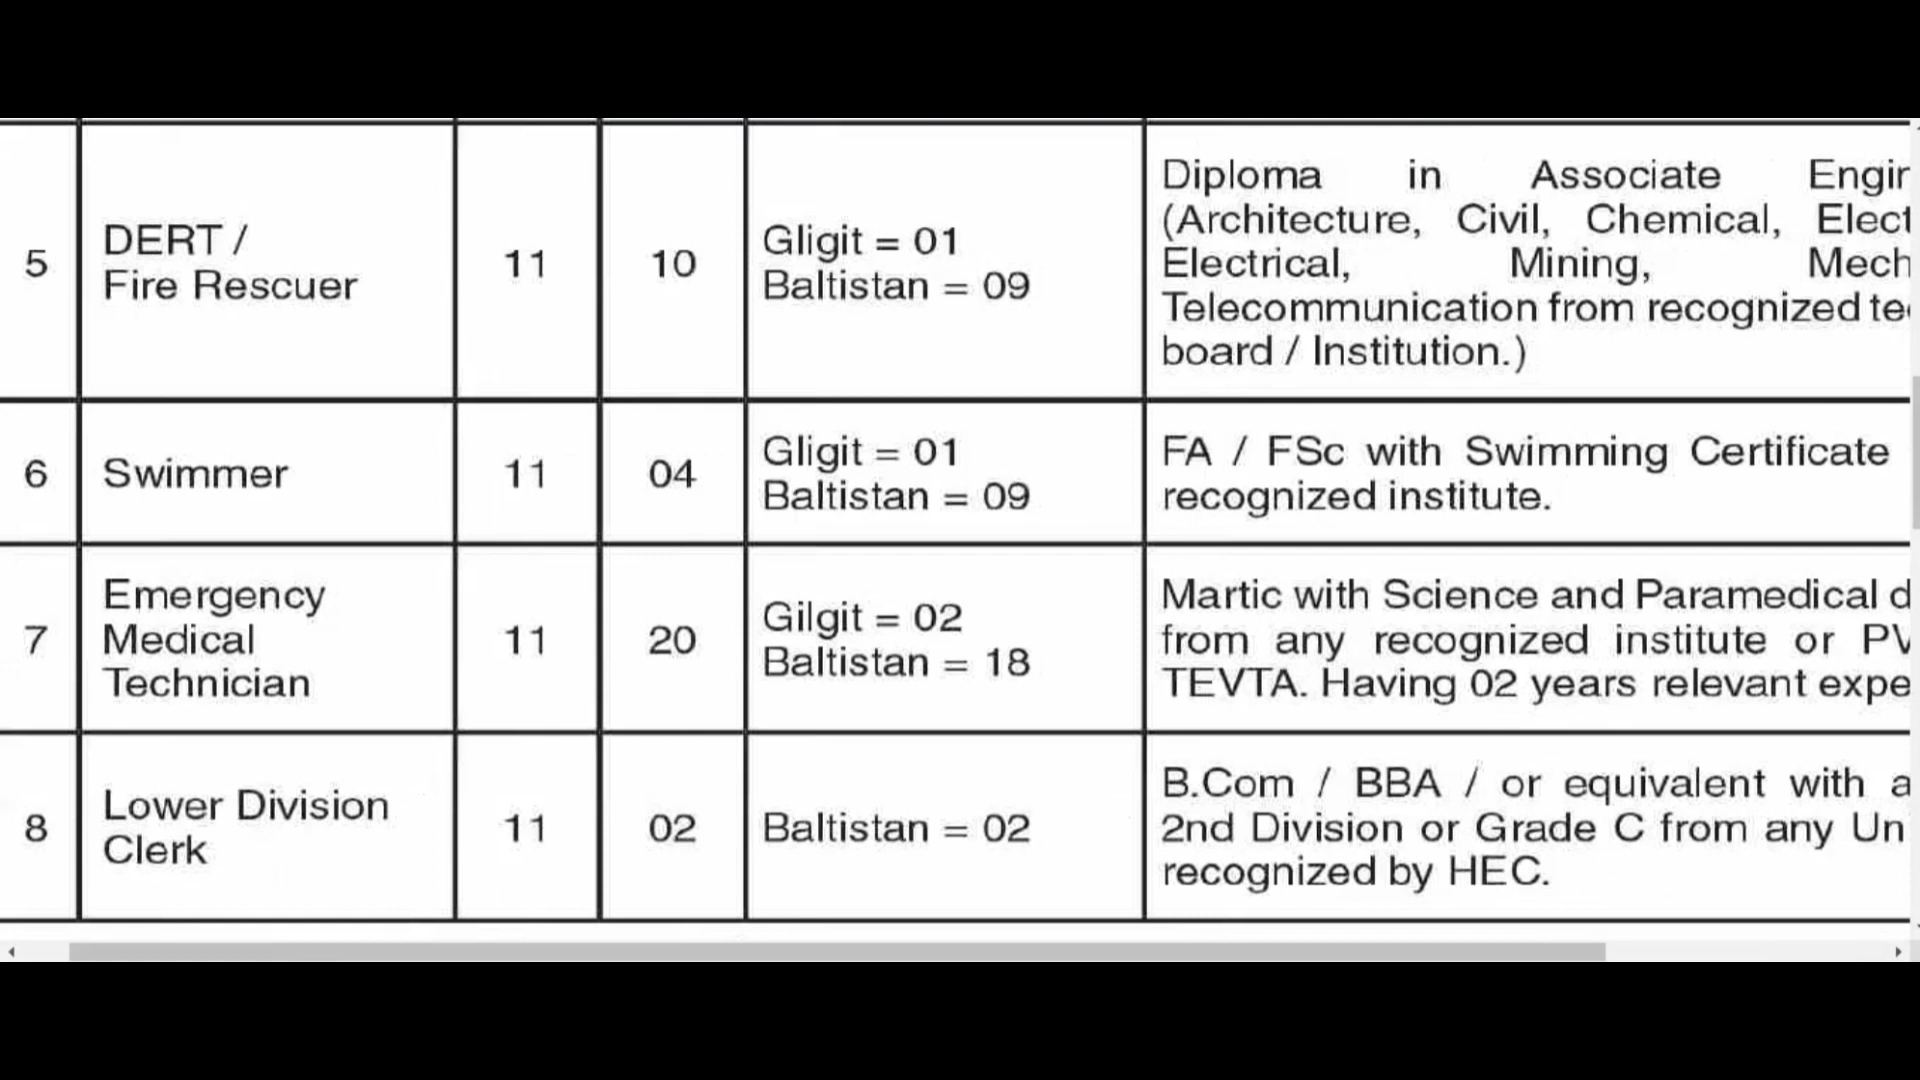 5
DERT /
Fire Rescuer
11
10
Gligit = 01
Baltistan = 09
Diploma in Associate
(Architecture, Civil, Chemical,
Electrical, Mining,
Telecommunication from recognized
board / Institution.)
6
Swimmer
11
04
Gligit = 01
Baltistan = 09
FA / FSc with Swimming Certificate
recognized institute.
7
Emergency
Medical
Technician
11
20
Gilgit = 02
Baltistan = 18
Martic with Science and Paramedical
from any recognized institute or
TEVTA. Having 02 years relevant
8
Lower Division
Clerk
11
02
Baltistan = 02
B.Com / BBA / or equivalent with
2nd Division or Grade C from any
recognized by HEC.